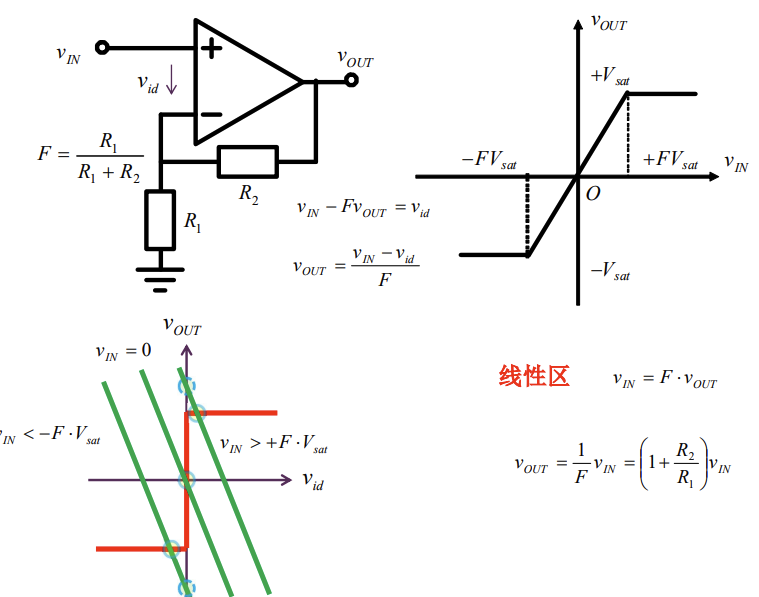 v_{IN}
+
v_{id}
−
v_{OUT}
F = \frac{R_1}{R_1 + R_2}
R_2
R_1
v_{IN} − Fv_{OUT} = v_{id}
v_{OUT} = \frac{v_{IN} − v_{id}}{F}
v_{OUT}
+V_{sat}
−FV_{sat}
+FV_{sat}
v_{IN}
O
−V_{sat}
v_{OUT}
v_{IN} = 0
v_{IN} < −F·V_{sat}
v_{IN} > +F·V_{sat}
v_{id}
线性区
v_{IN} = F·v_{OUT}
v_{OUT} = \frac{1}{F} v_{IN} = \left(1 + \frac{R_2}{R_1}\right) v_{IN}